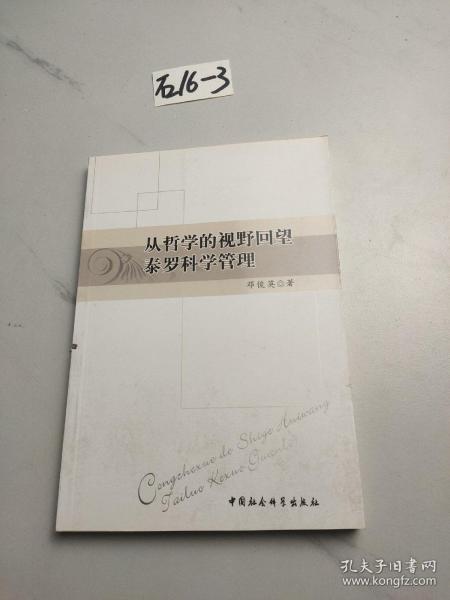 石16-3
从哲学的视野回望
泰罗科学管理
邓俊英◎著
Congzhexue de Shiye Huiwang
Tailuo Kexue Guanli
中国社会科学出版社
孔夫子旧书网
www.kongfz.com